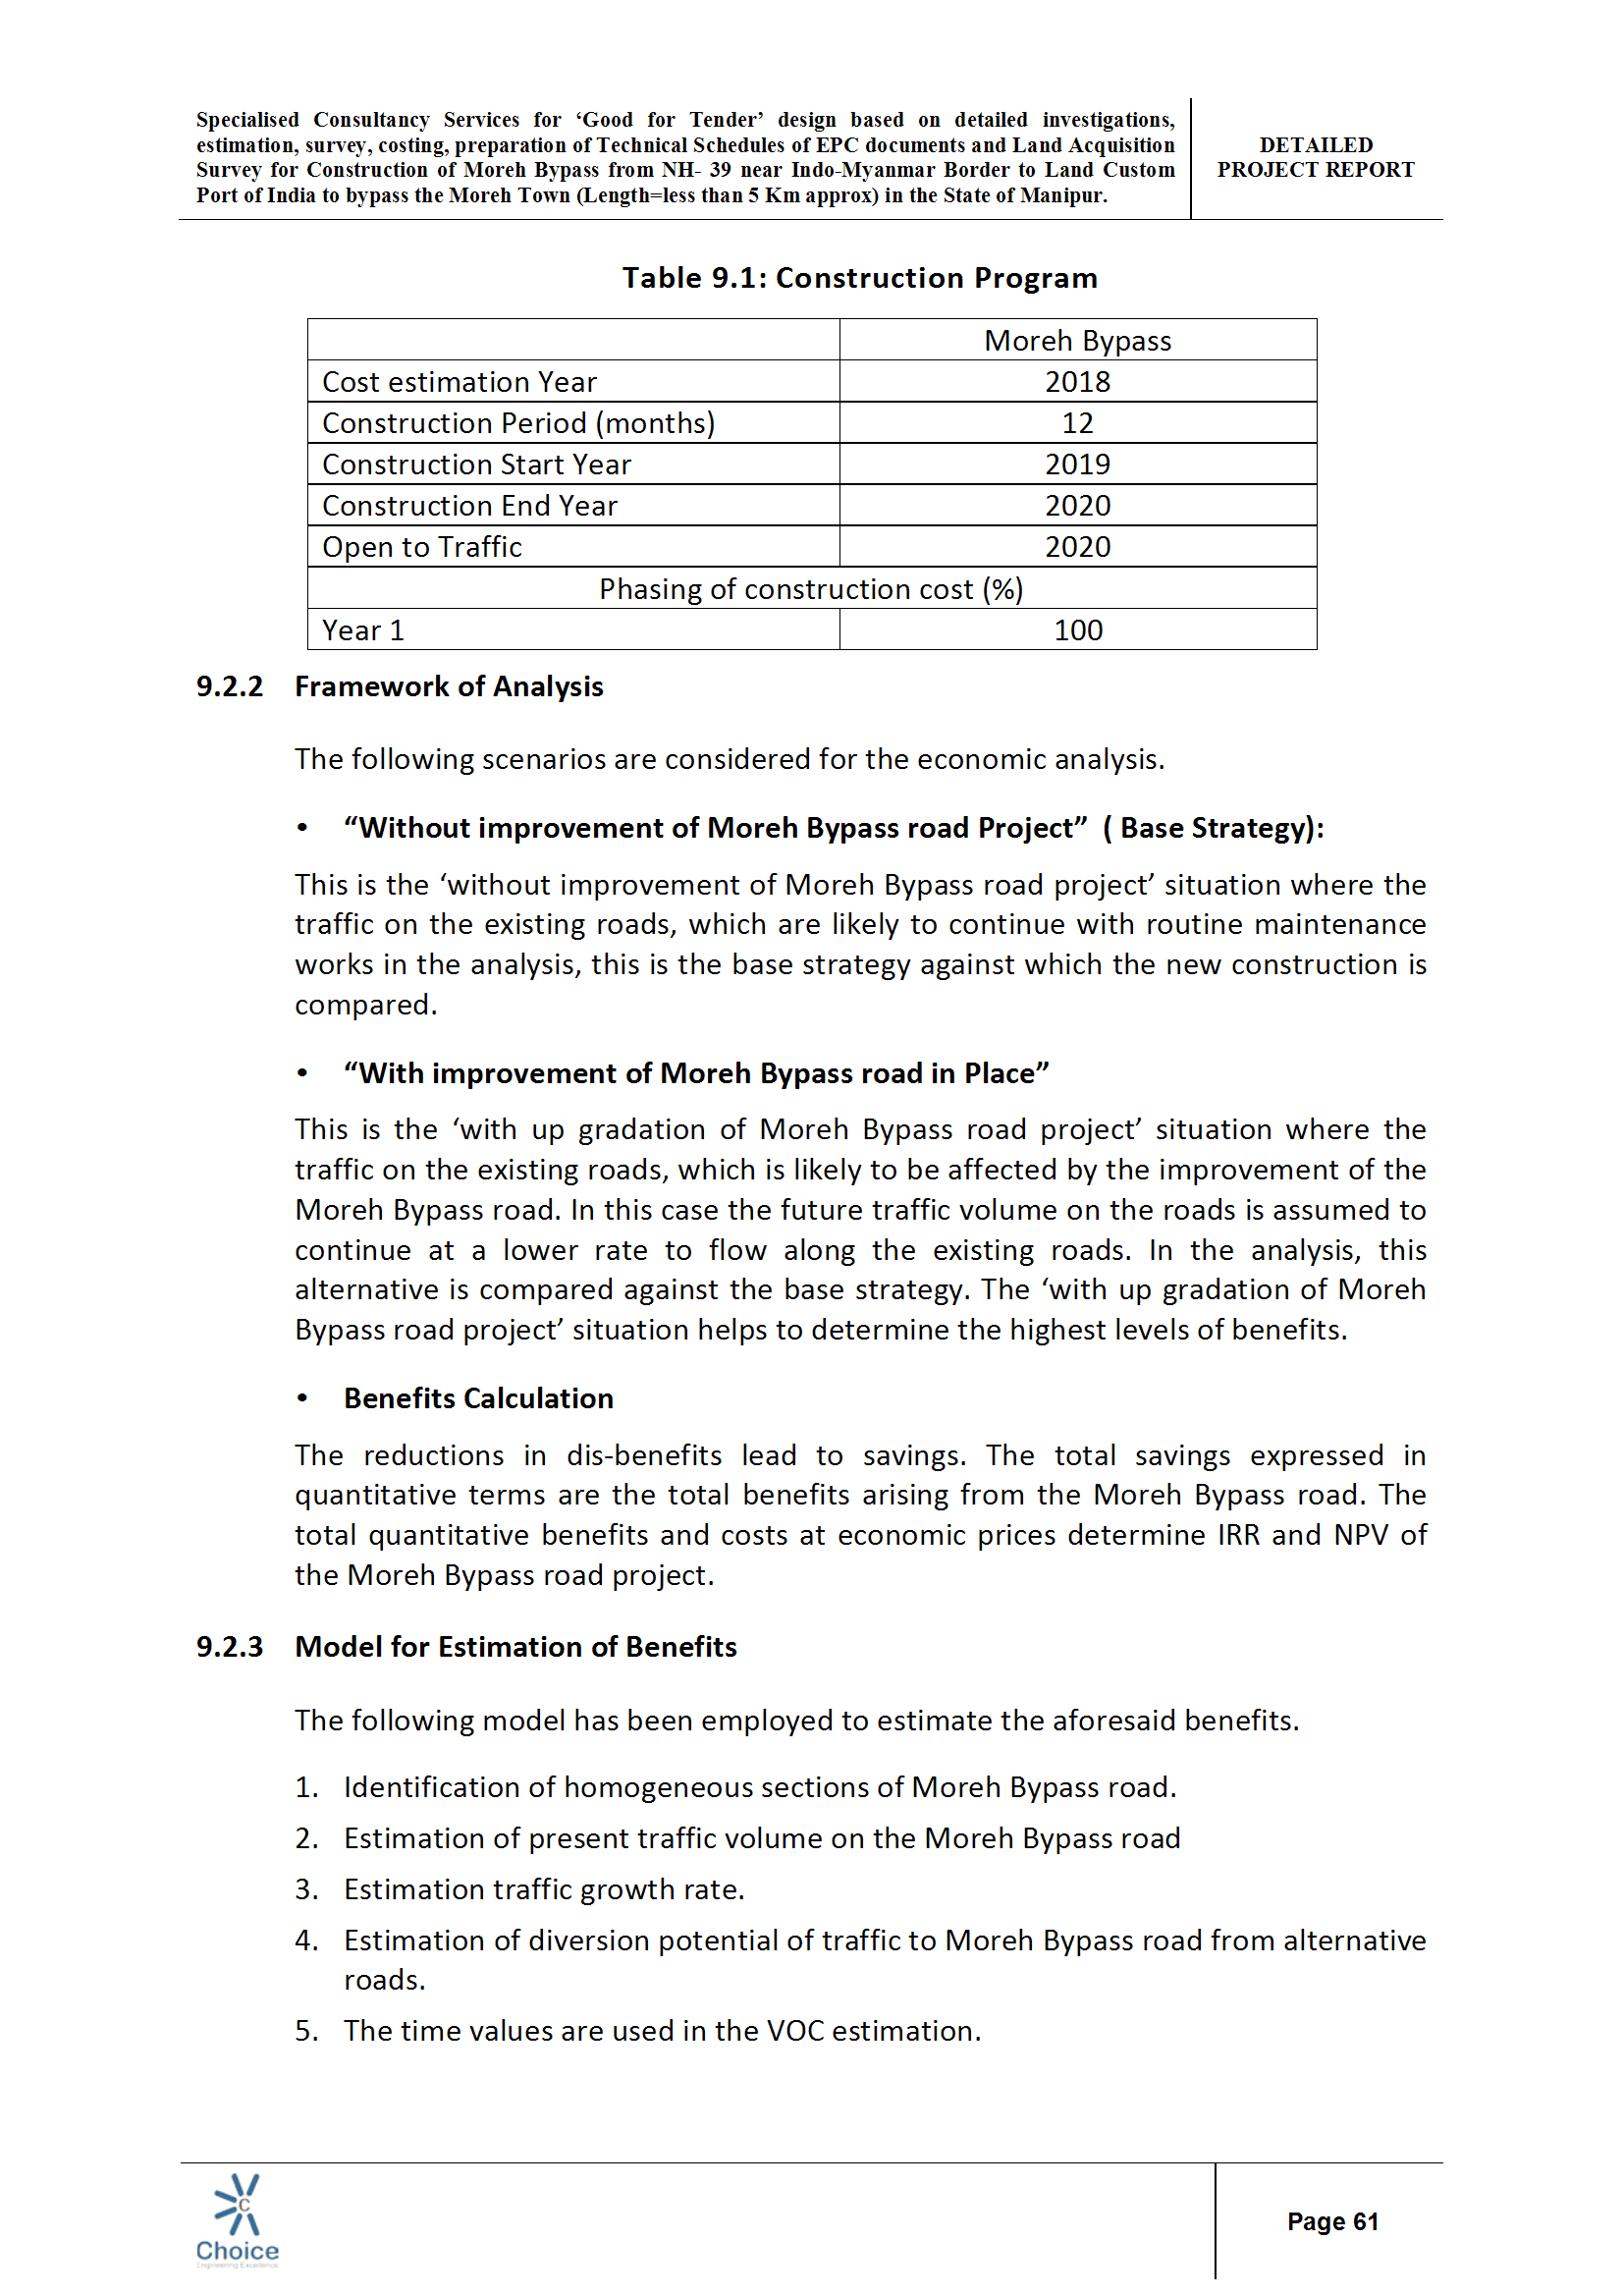 Specialised Consultancy Services for ‘Good for Tender’ design based on detailed investigations,
estimation, survey, costing, preparation of Technical Schedules of EPC documents and Land Acquisition
Survey for Construction of Moreh Bypass from NH- 39 near Indo-Myanmar Border to Land Custom
Port of India to bypass the Moreh Town (Length=less than 5 Km approx) in the State of Manipur.
DETAILED
PROJECT REPORT
Table 9.1: Construction Program
Moreh Bypass
Cost estimation Year 2018
Construction Period (months) 12
Construction Start Year 2019
Construction End Year 2020
Open to Traffic 2020
Phasing of construction cost (%)
Year 1 100
9.2.2 Framework of Analysis
The following scenarios are considered for the economic analysis.
• “Without improvement of Moreh Bypass road Project” ( Base Strategy):
This is the ‘without improvement of Moreh Bypass road project’ situation where the
traffic on the existing roads, which are likely to continue with routine maintenance
works in the analysis, this is the base strategy against which the new construction is
compared.
• “With improvement of Moreh Bypass road in Place”
This is the ‘with up gradation of Moreh Bypass road project’ situation where the
traffic on the existing roads, which is likely to be affected by the improvement of the
Moreh Bypass road. In this case the future traffic volume on the roads is assumed to
continue at a lower rate to flow along the existing roads. In the analysis, this
alternative is compared against the base strategy. The ‘with up gradation of Moreh
Bypass road project’ situation helps to determine the highest levels of benefits.
• Benefits Calculation
The reductions in dis-benefits lead to savings. The total savings expressed in
quantitative terms are the total benefits arising from the Moreh Bypass road. The
total quantitative benefits and costs at economic prices determine IRR and NPV of
the Moreh Bypass road project.
9.2.3 Model for Estimation of Benefits
The following model has been employed to estimate the aforesaid benefits.
1. Identification of homogeneous sections of Moreh Bypass road.
2. Estimation of present traffic volume on the Moreh Bypass road
3. Estimation traffic growth rate.
4. Estimation of diversion potential of traffic to Moreh Bypass road from alternative
roads.
5. The time values are used in the VOC estimation.
C
Choice
Engineering Excellence
Page 61